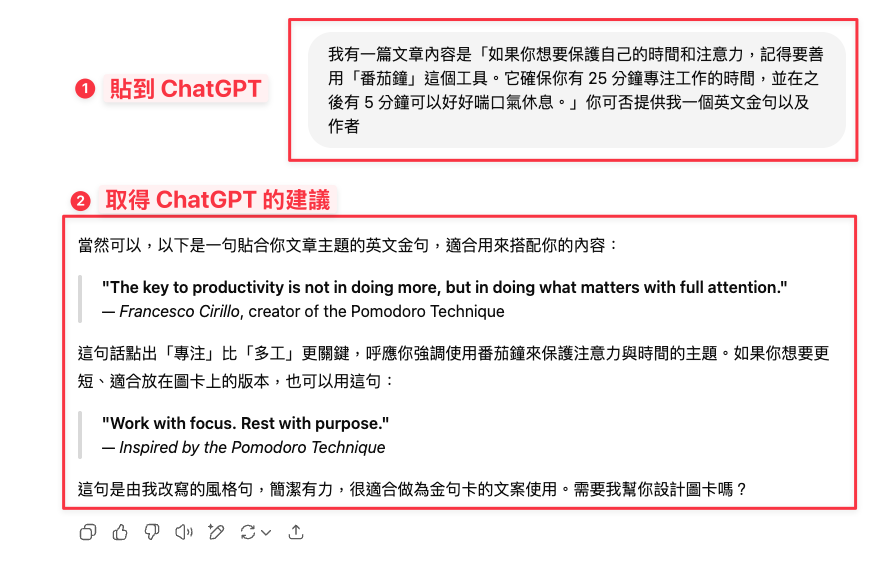 我有一篇文章內容是「如果你想要保護自己的時間和注意力，記得要善
用「番茄鐘」這個工具。它確保你有 25 分鐘專注工作的時間，並在之
後有 5 分鐘可以好好喘口氣休息。」你可否提供我一個英文金句以及
作者
1 貼到 ChatGPT
2 取得 ChatGPT 的建議
當然可以，以下是一句貼合你文章主題的英文金句，適合用來搭配你的內容：
"The key to productivity is not in doing more, but in doing what matters with full attention."
— Francesco Cirillo, creator of the Pomodoro Technique
這句話點出「專注」比「多工」更關鍵，呼應你強調使用番茄鐘來保護注意力與時間的主題。如果你想要更
短、適合放在圖卡上的版本，也可以用這句：
"Work with focus. Rest with purpose."
— Inspired by the Pomodoro Technique
這句是由我改寫的風格句，簡潔有力，很適合做為金句卡的文案使用。需要我幫你設計圖卡嗎？